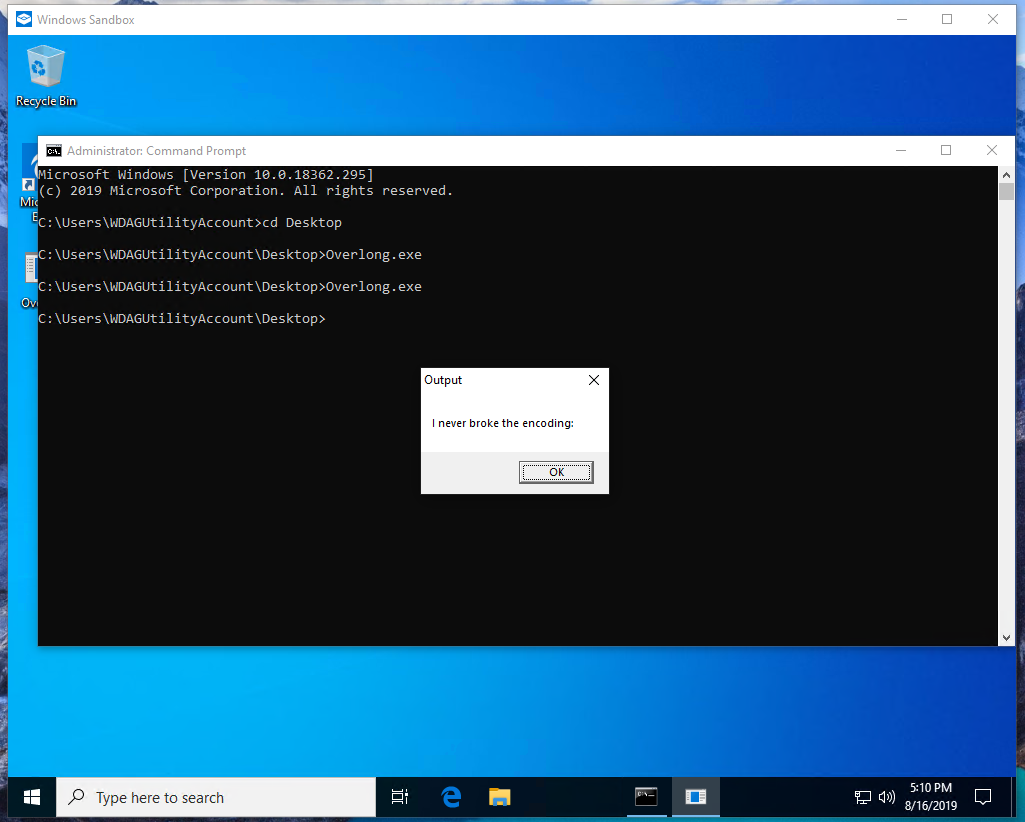 Windows Sandbox
Recycle Bin
Administrator: Command Prompt
Microsoft Windows [Version 10.0.18362.295]
(c) 2019 Microsoft Corporation. All rights reserved.
C:\Users\WDAGUtilityAccount>cd Desktop
C:\Users\WDAGUtilityAccount\Desktop>Overlong.exe
C:\Users\WDAGUtilityAccount\Desktop>Overlong.exe
C:\Users\WDAGUtilityAccount\Desktop>
Output
I never broke the encoding:
OK
Type here to search
5:10 PM
8/16/2019